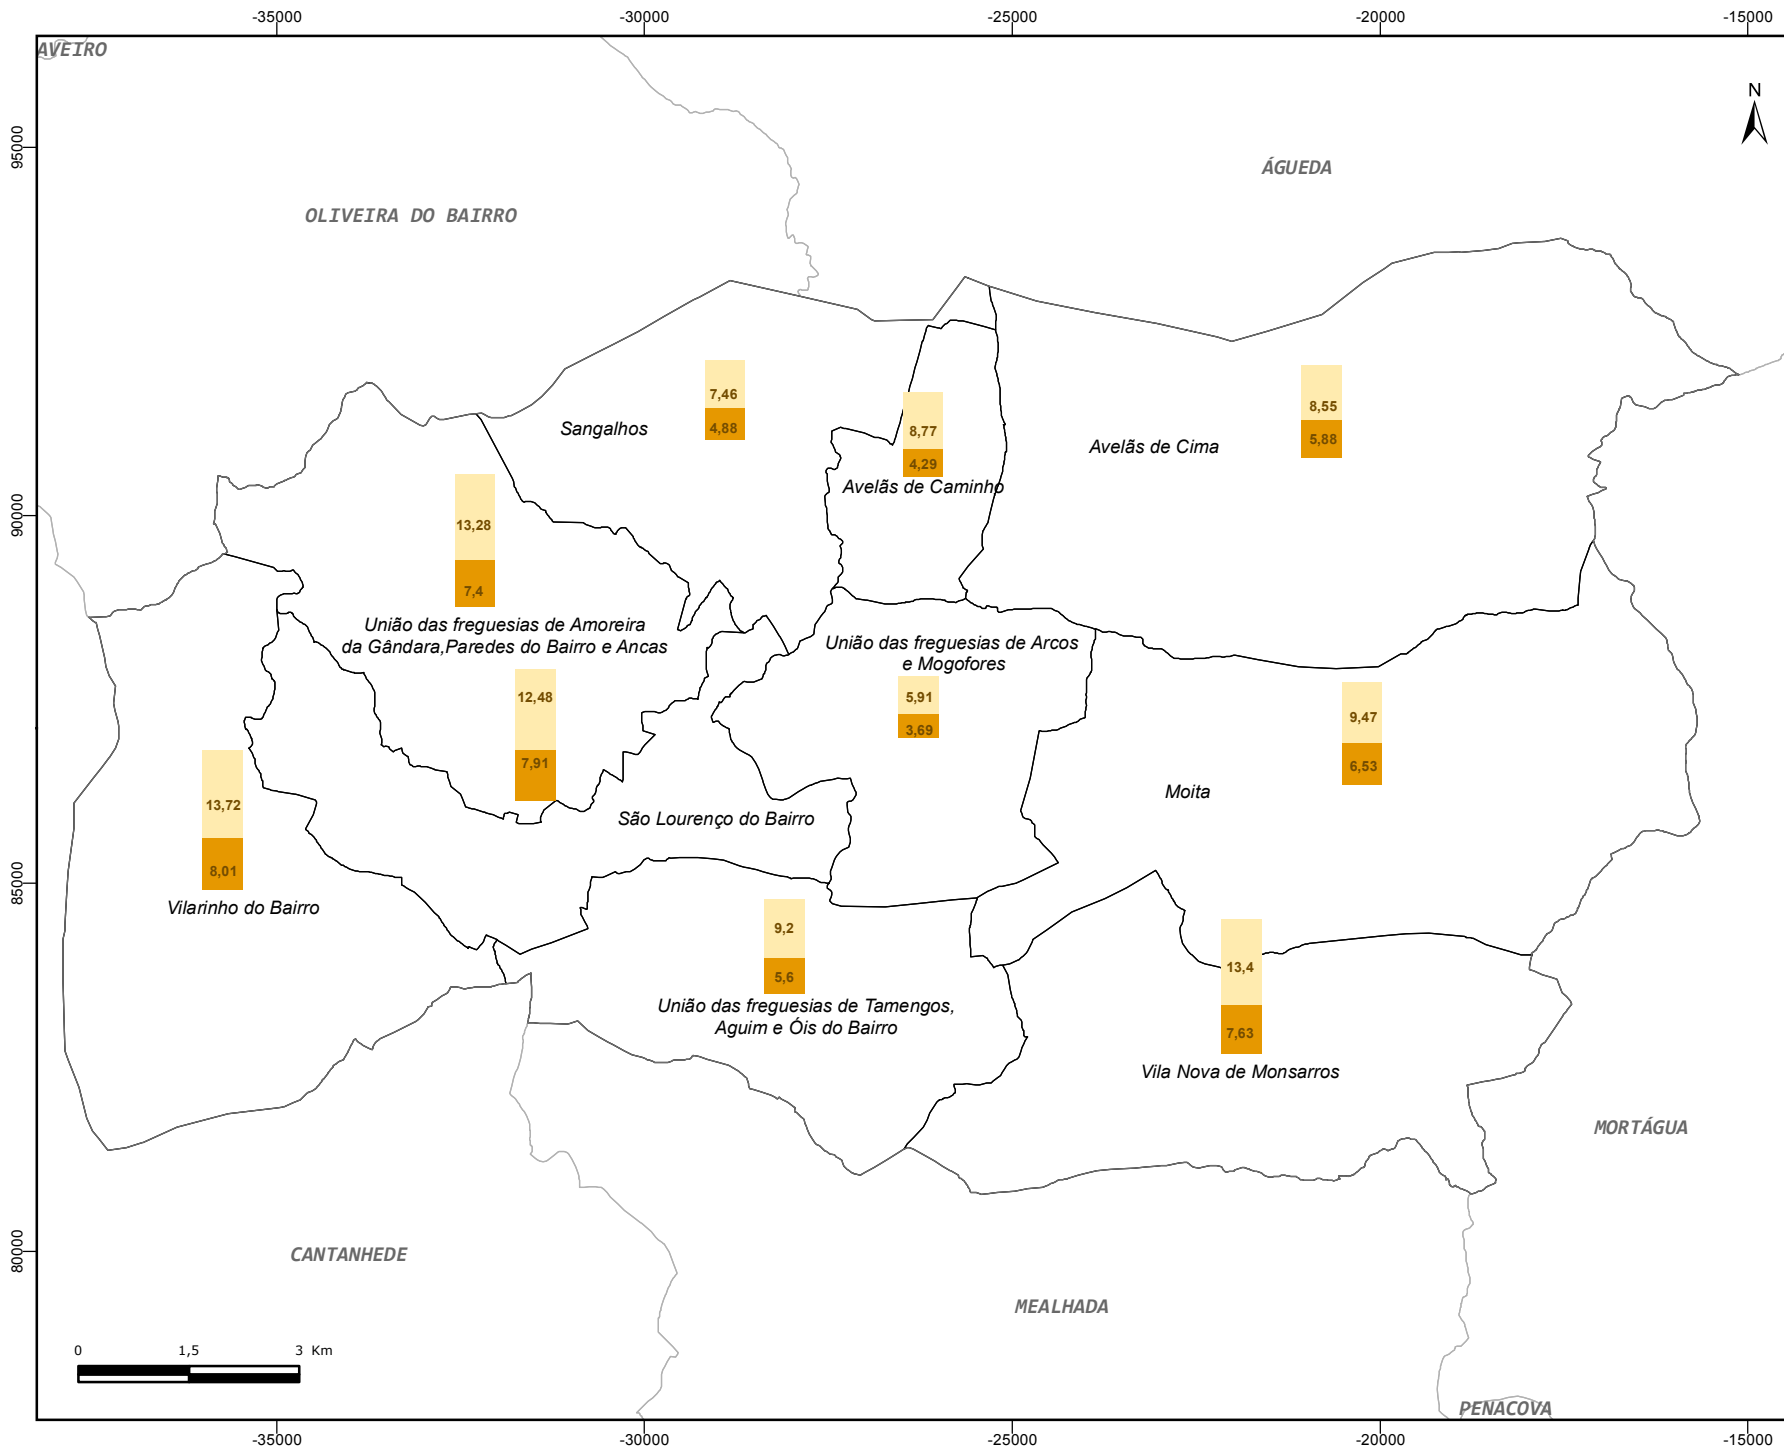 -35000
-30000
-25000
-20000
-15000
AVEIRO
N
95000
ÁGUEDA
OLIVEIRA DO BAIRRO
7,46
4,88
Sangalhos
8,77
4,29
Avelãs de Caminho
8,55
5,88
Avelãs de Cima
90000
13,28
7,4
União das freguesias de Amoreira
da Gândara,Paredes do Bairro e Ancas
União das freguesias de Arcos
e Mogofores
5,91
3,69
12,48
7,91
9,47
6,53
Moita
São Lourenço do Bairro
13,72
8,01
Vilarinho do Bairro
85000
9,2
5,6
União das freguesias de Tamengos,
Aguim e Óis do Bairro
13,4
7,63
Vila Nova de Monsarros
MORTÁGUA
80000
CANTANHEDE
MEALHADA
0
1,5
3 Km
PENACOVA
-35000
-30000
-25000
-20000
-15000